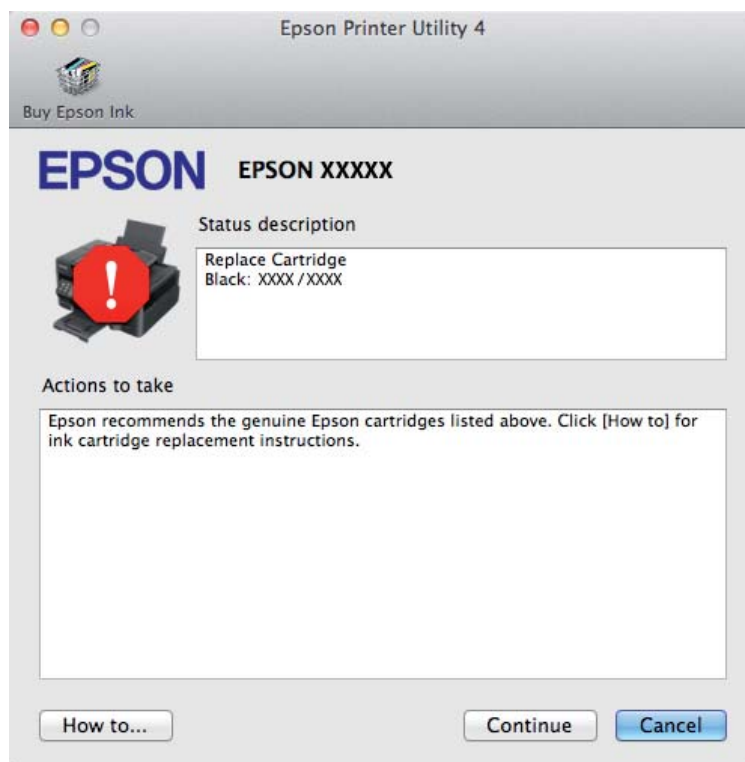 Epson Printer Utility 4
Buy Epson Ink
EPSON EPSON XXXXX
Status description
Replace Cartridge
Black: XXXX / XXXX
Actions to take
Epson recommends the genuine Epson cartridges listed above. Click [How to] for
ink cartridge replacement instructions.
How to... Continue Cancel